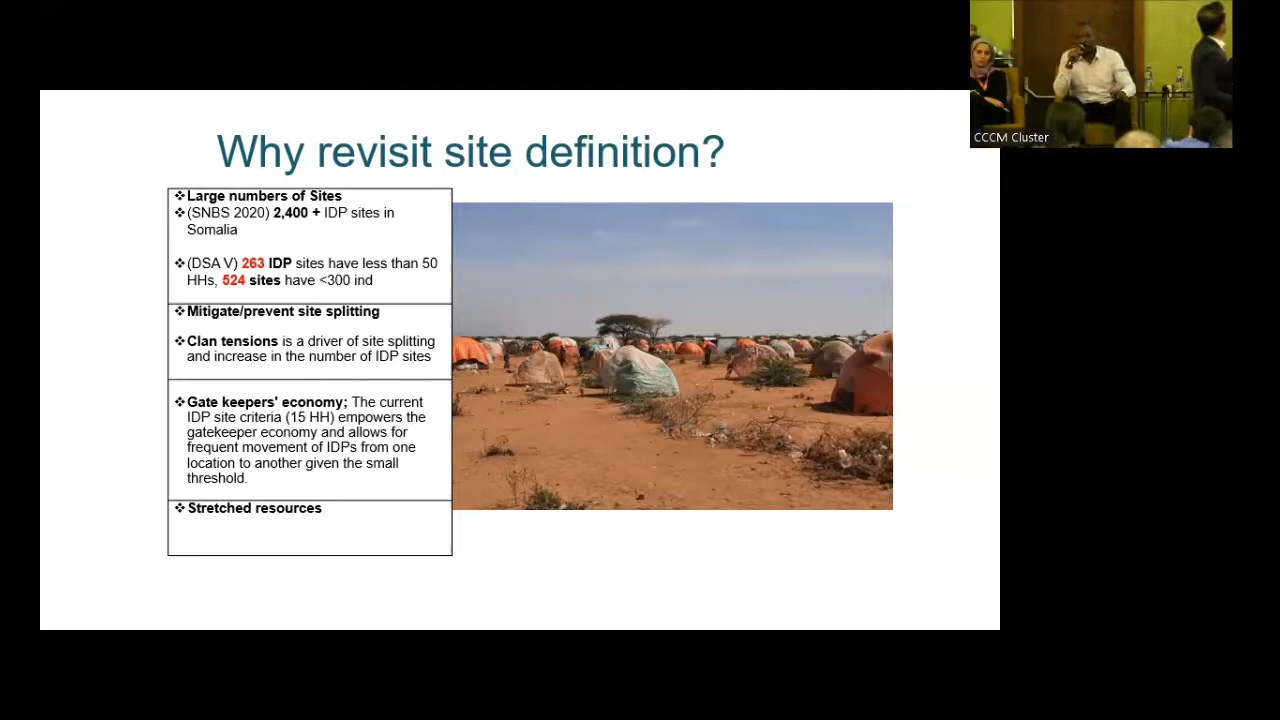 Why revisit site definition?
❖Large numbers of Sites
❖(SNBS 2020) 2,400 + IDP sites in
Somalia
❖(DSA V) 263 IDP sites have less than 50
HHs, 524 sites have <300 ind
❖Mitigate/prevent site splitting
❖Clan tensions is a driver of site splitting
and increase in the number of IDP sites
❖Gate keepers' economy; The current
IDP site criteria (15 HH) empowers the
gatekeeper economy and allows for
frequent movement of IDPs from one
location to another given the small
threshold.
❖Stretched resources
CCCM Cluster